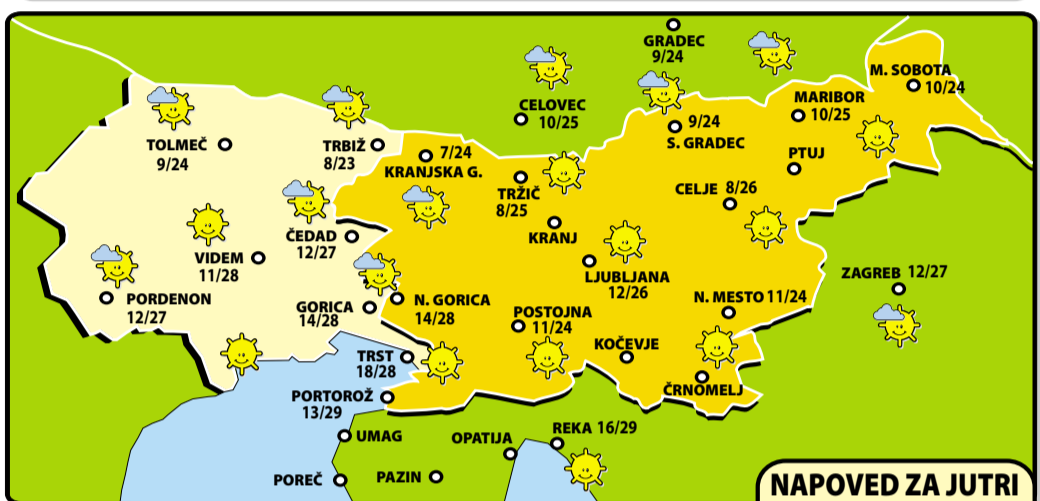 GRADEC
9/24
M. SOBOTA
10/24
CELOVEC
10/25
MARIBOR
10/25
9/24
S. GRADEC
TOLMEČ
9/24
TRBIŽ
8/23
7/24
KRANJSKA G.
PTUJ
TRŽIČ
8/25
CELJE 8/26
KRANJ
ČEDAD
12/27
VIDEM
11/28
LJUBLJANA
12/26
ZAGREB 12/27
PORDENON
12/27
GORICA
14/28
N. GORICA
14/28
N. MESTO 11/24
POSTOJNA
11/24
KOČEVJE
TRST
18/28
ČRNOMELJ
PORTOROŽ
13/29
UMAG
OPATIJA
REKA 16/29
POREČ
PAZIN
NAPOVED ZA JUTRI